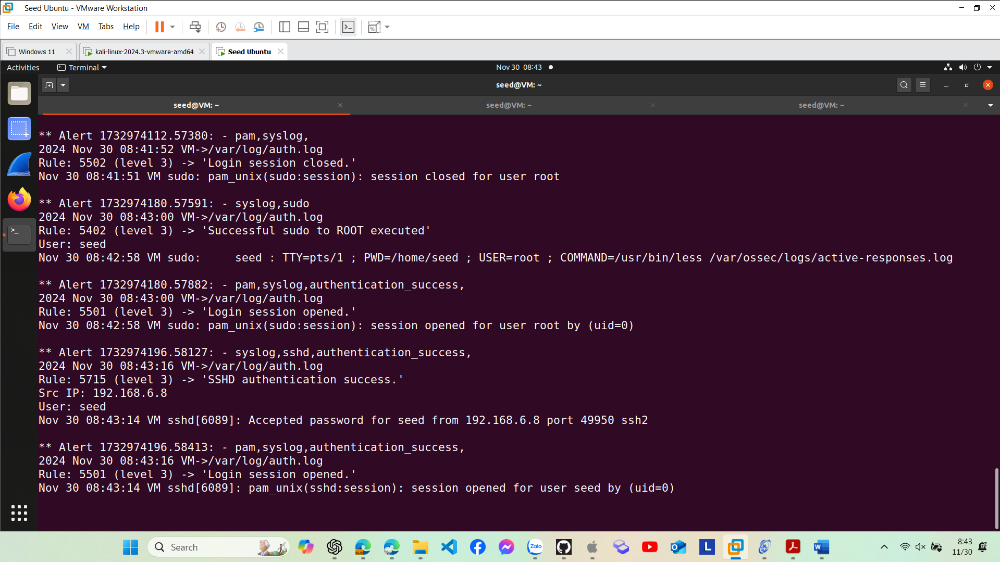 Seed Ubuntu - VMware Workstation
File Edit View VM Tabs Help
Windows 11 kali-linux-2024.3-vmware-amd64 Seed Ubuntu
Activities Terminal Nov 30 08:43
seed@VM: ~
seed@VM: ~ seed@VM: ~ seed@VM: ~
** Alert 1732974112.57380: - pam,syslog,
2024 Nov 30 08:41:52 VM->/var/log/auth.log
Rule: 5502 (level 3) -> 'Login session closed.'
Nov 30 08:41:51 VM sudo: pam_unix(sudo:session): session closed for user root
** Alert 1732974180.57591: - syslog,sudo
2024 Nov 30 08:43:00 VM->/var/log/auth.log
Rule: 5402 (level 3) -> 'Successful sudo to ROOT executed'
User: seed
Nov 30 08:42:58 VM sudo:     seed : TTY=pts/1 ; PWD=/home/seed ; USER=root ; COMMAND=/usr/bin/less /var/ossec/logs/active-responses.log
** Alert 1732974180.57882: - pam,syslog,authentication_success,
2024 Nov 30 08:43:00 VM->/var/log/auth.log
Rule: 5501 (level 3) -> 'Login session opened.'
Nov 30 08:42:58 VM sudo: pam_unix(sudo:session): session opened for user root by (uid=0)
** Alert 1732974196.58127: - syslog,sshd,authentication_success,
2024 Nov 30 08:43:16 VM->/var/log/auth.log
Rule: 5715 (level 3) -> 'SSHD authentication success.'
Src IP: 192.168.6.8
User: seed
Nov 30 08:43:14 VM sshd[6089]: Accepted password for seed from 192.168.6.8 port 49950 ssh2
** Alert 1732974196.58413: - pam,syslog,authentication_success,
2024 Nov 30 08:43:16 VM->/var/log/auth.log
Rule: 5501 (level 3) -> 'Login session opened.'
Nov 30 08:43:14 VM sshd[6089]: pam_unix(sshd:session): session opened for user seed by (uid=0)
Search Zalo L W 8:43
11/30